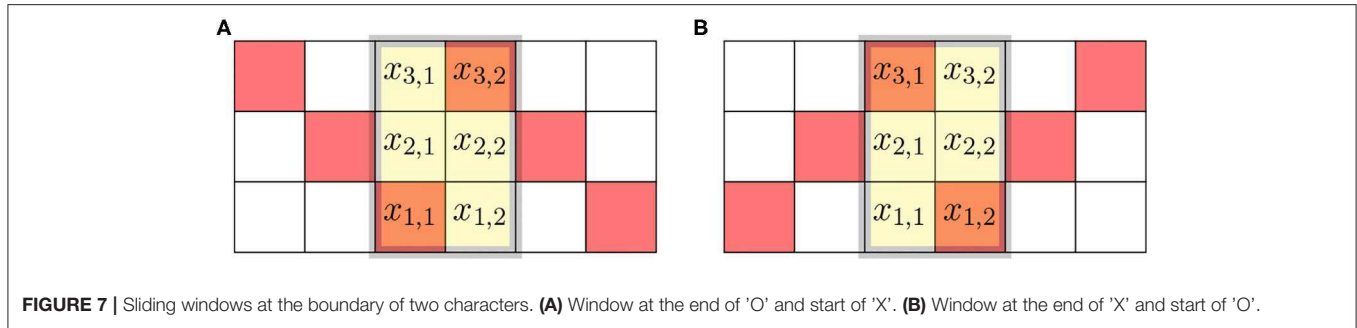 A
B
x3,1 x3,2 x3,1 x3,2
x2,1 x2,2 x2,1 x2,2
x1,1 x1,2 x1,1 x1,2
FIGURE 7 | Sliding windows at the boundary of two characters. (A) Window at the end of 'O' and start of 'X'. (B) Window at the end of 'X' and start of 'O'.